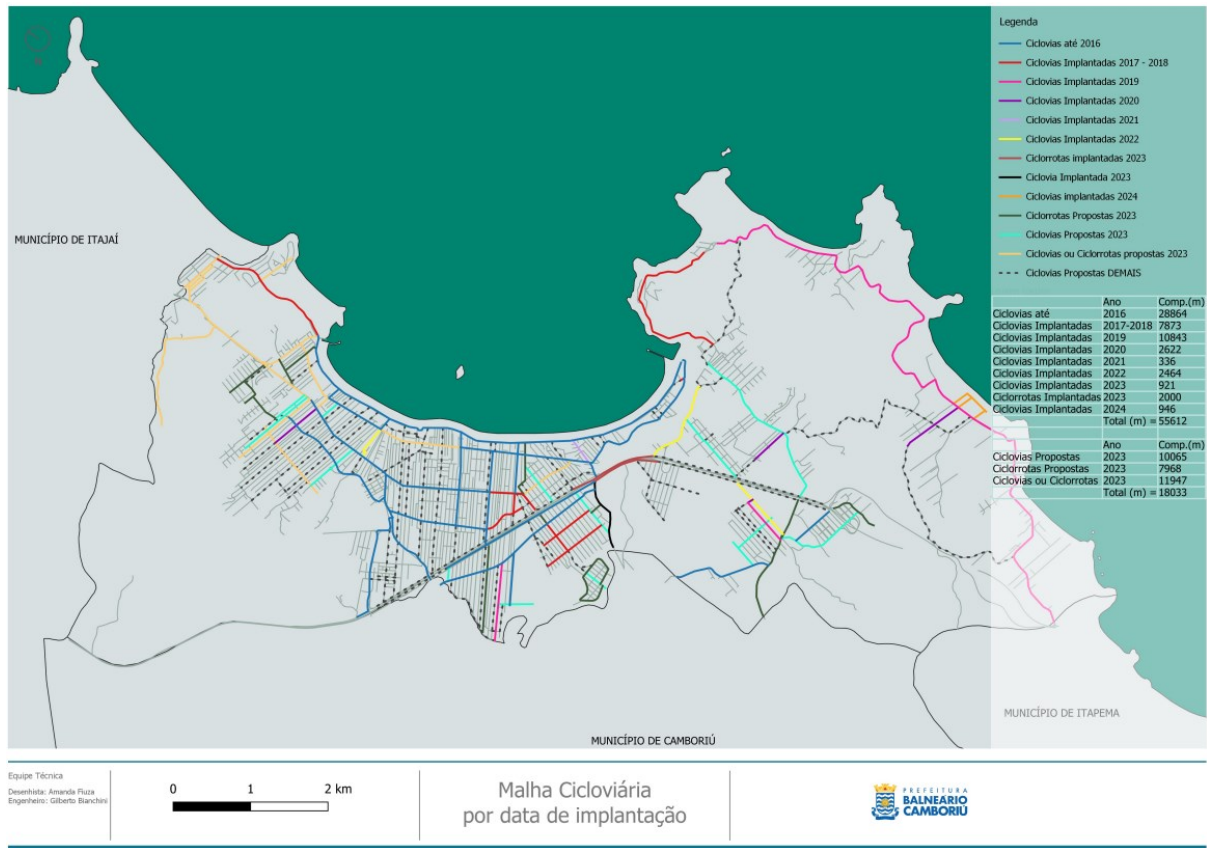 Legenda
Ciclovias até 2016
Ciclovias Implantadas 2017 - 2018
Ciclovias Implantadas 2019
Ciclovias Implantadas 2020
Ciclovias Implantadas 2021
Ciclovias Implantadas 2022
Ciclorrotas implantadas 2023
Ciclovia Implantada 2023
Ciclovias implantadas 2024
Ciclorrotas Propostas 2023
Ciclovias Propostas 2023
Ciclovias ou Ciclorrotas propostas 2023
Ciclovias Propostas DEMAIS
MUNICÍPIO DE ITAJAÍ
Ano Comp.(m)
Ciclovias até 2016 28864
Ciclovias Implantadas 2017-2018 7873
Ciclovias Implantadas 2019 10843
Ciclovias Implantadas 2020 2622
Ciclovias Implantadas 2021 336
Ciclovias Implantadas 2022 2464
Ciclovias Implantadas 2023 921
Ciclorrotas Implantadas 2023 2000
Ciclovias Implantadas 2024 946
Total (m) = 55612
Ano Comp.(m)
Ciclovias Propostas 2023 10065
Ciclorrotas Propostas 2023 7968
Ciclovias ou Ciclorrotas 2023 11947
Total (m) = 18033
MUNICÍPIO DE ITAPEMA
MUNICÍPIO DE CAMBORIÚ
Equipe Técnica
Desenhista: Amanda Fiuza
Engenheiro: Gilberto Bianchini
0 1 2 km
Malha Cicloviária
por data de implantação
PREFEITURA
BALNEÁRIO
CAMBORIÚ